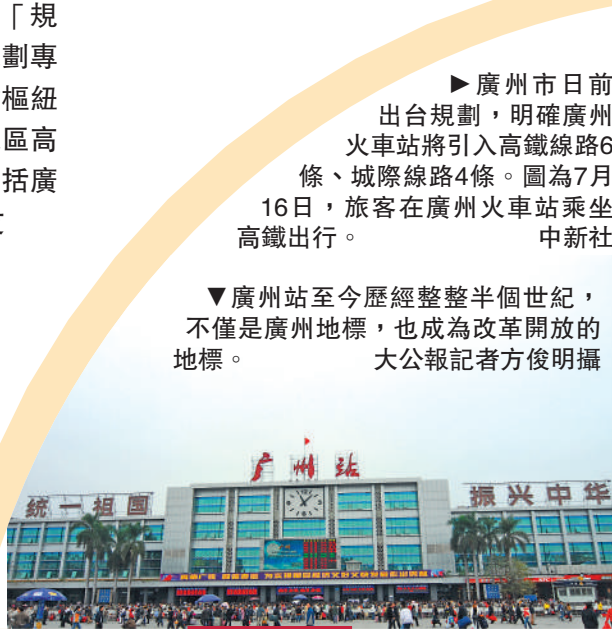 「規
劃專
樞紐
區高
括廣
▶廣州市日前
出台規劃，明確廣州
火車站將引入高鐵線路6
條、城際線路4條。圖為7月
16日，旅客在廣州火車站乘坐
高鐵出行。 中新社
▼廣州站至今歷經整整半個世紀，
不僅是廣州地標，也成為改革開放的
地標。 大公報記者方俊明攝
广州站
统一祖国
振兴中华